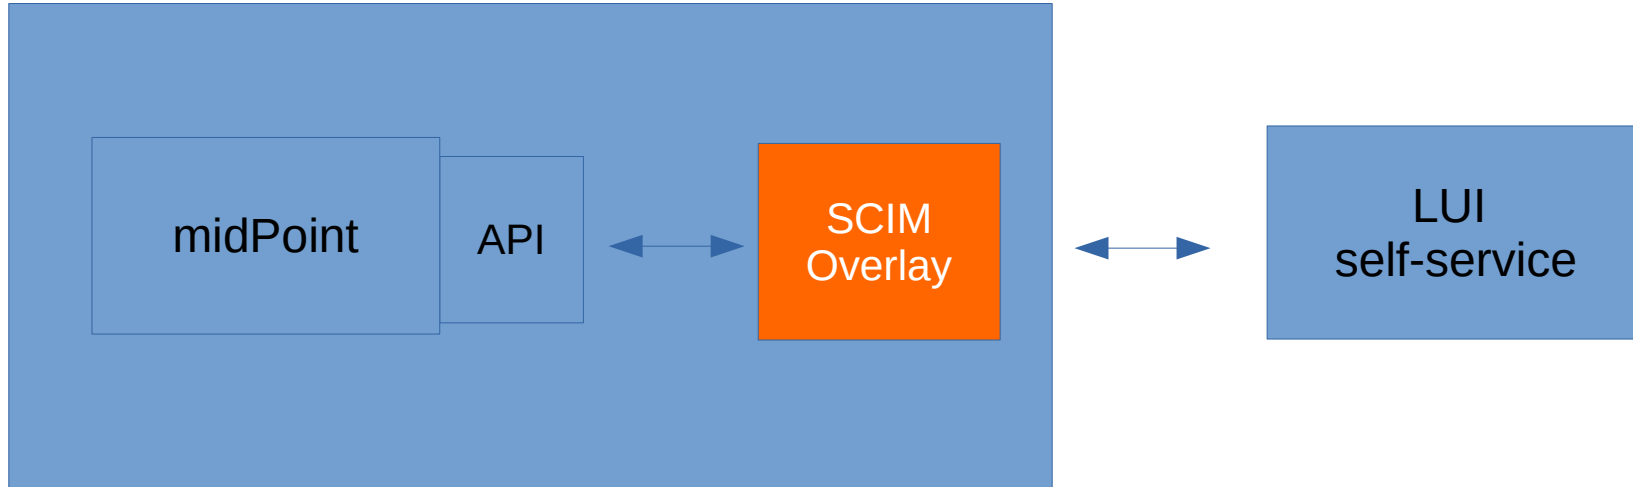 midPoint
API
SCIM
Overlay
LUI
self-service